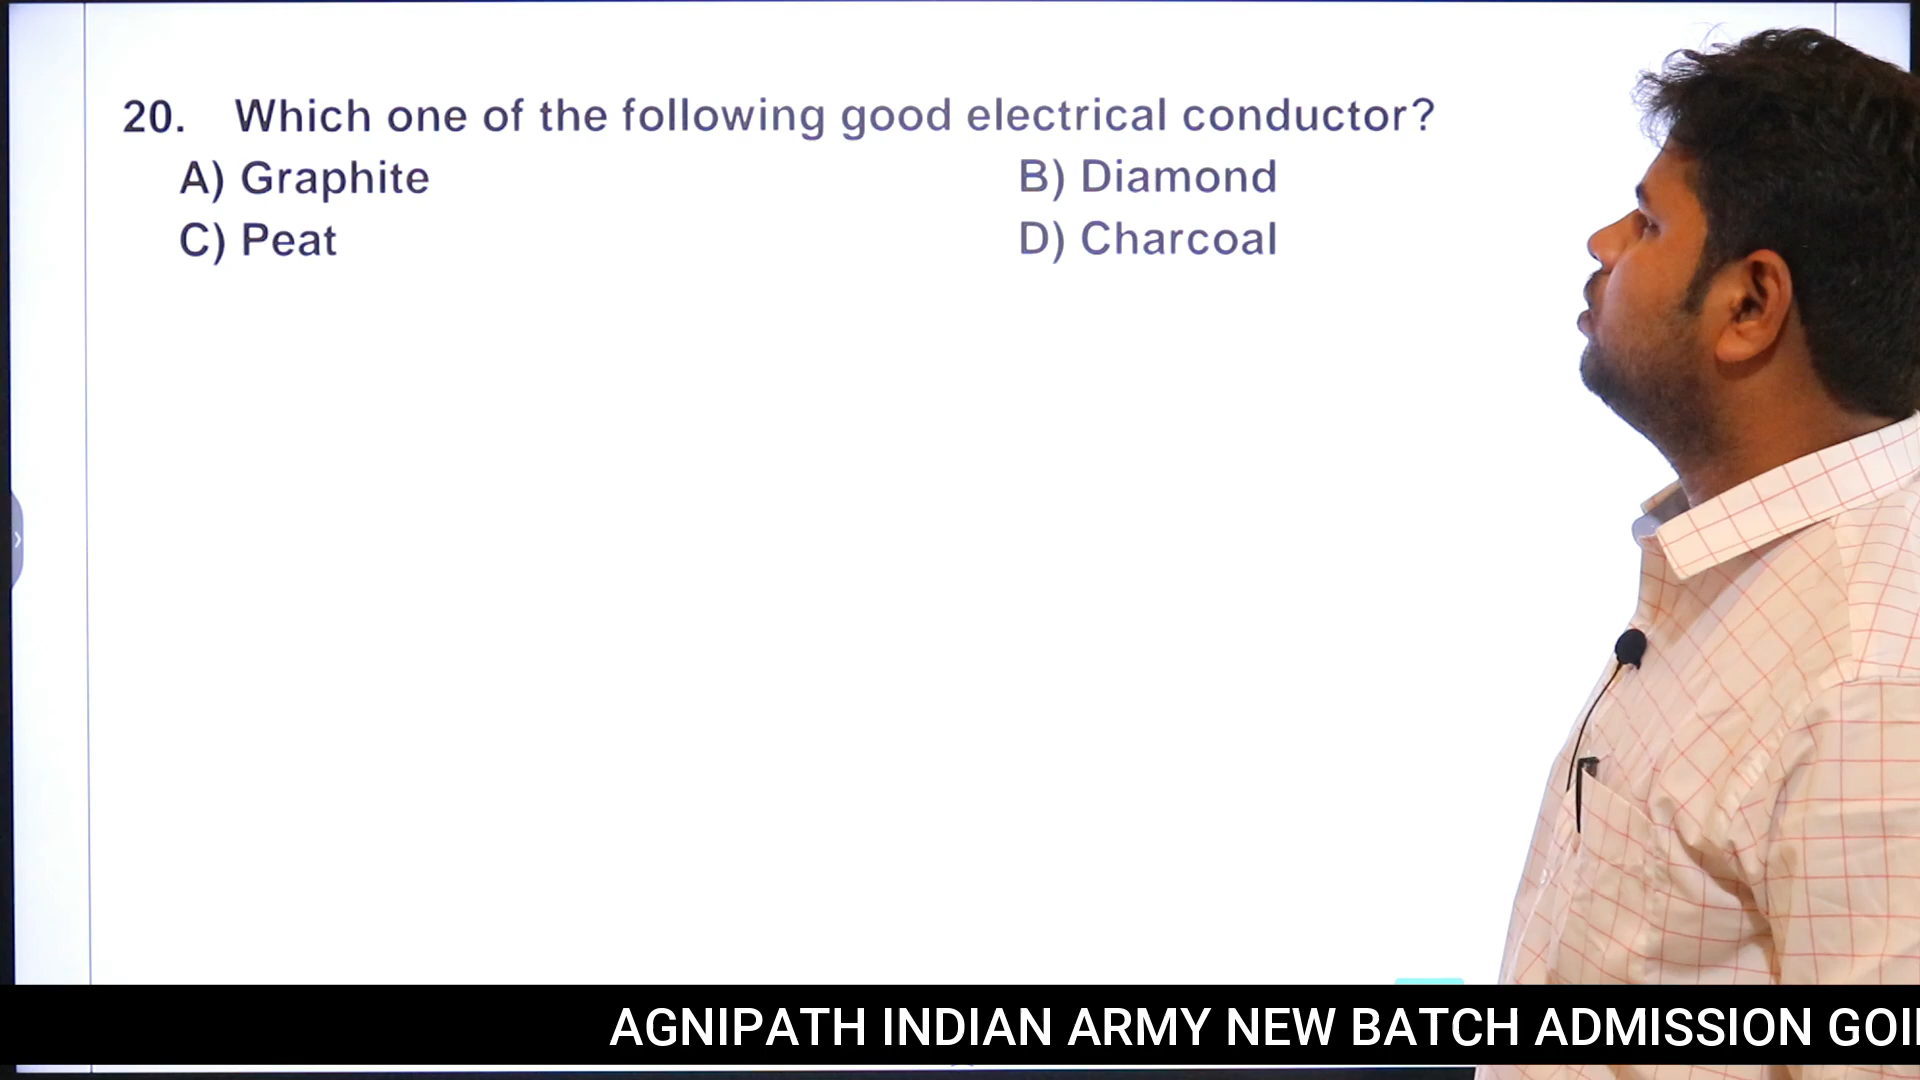 20. Which one of the following good electrical conductor?
A) Graphite B) Diamond
C) Peat D) Charcoal
AGNIPATH INDIAN ARMY NEW BATCH ADMISSION